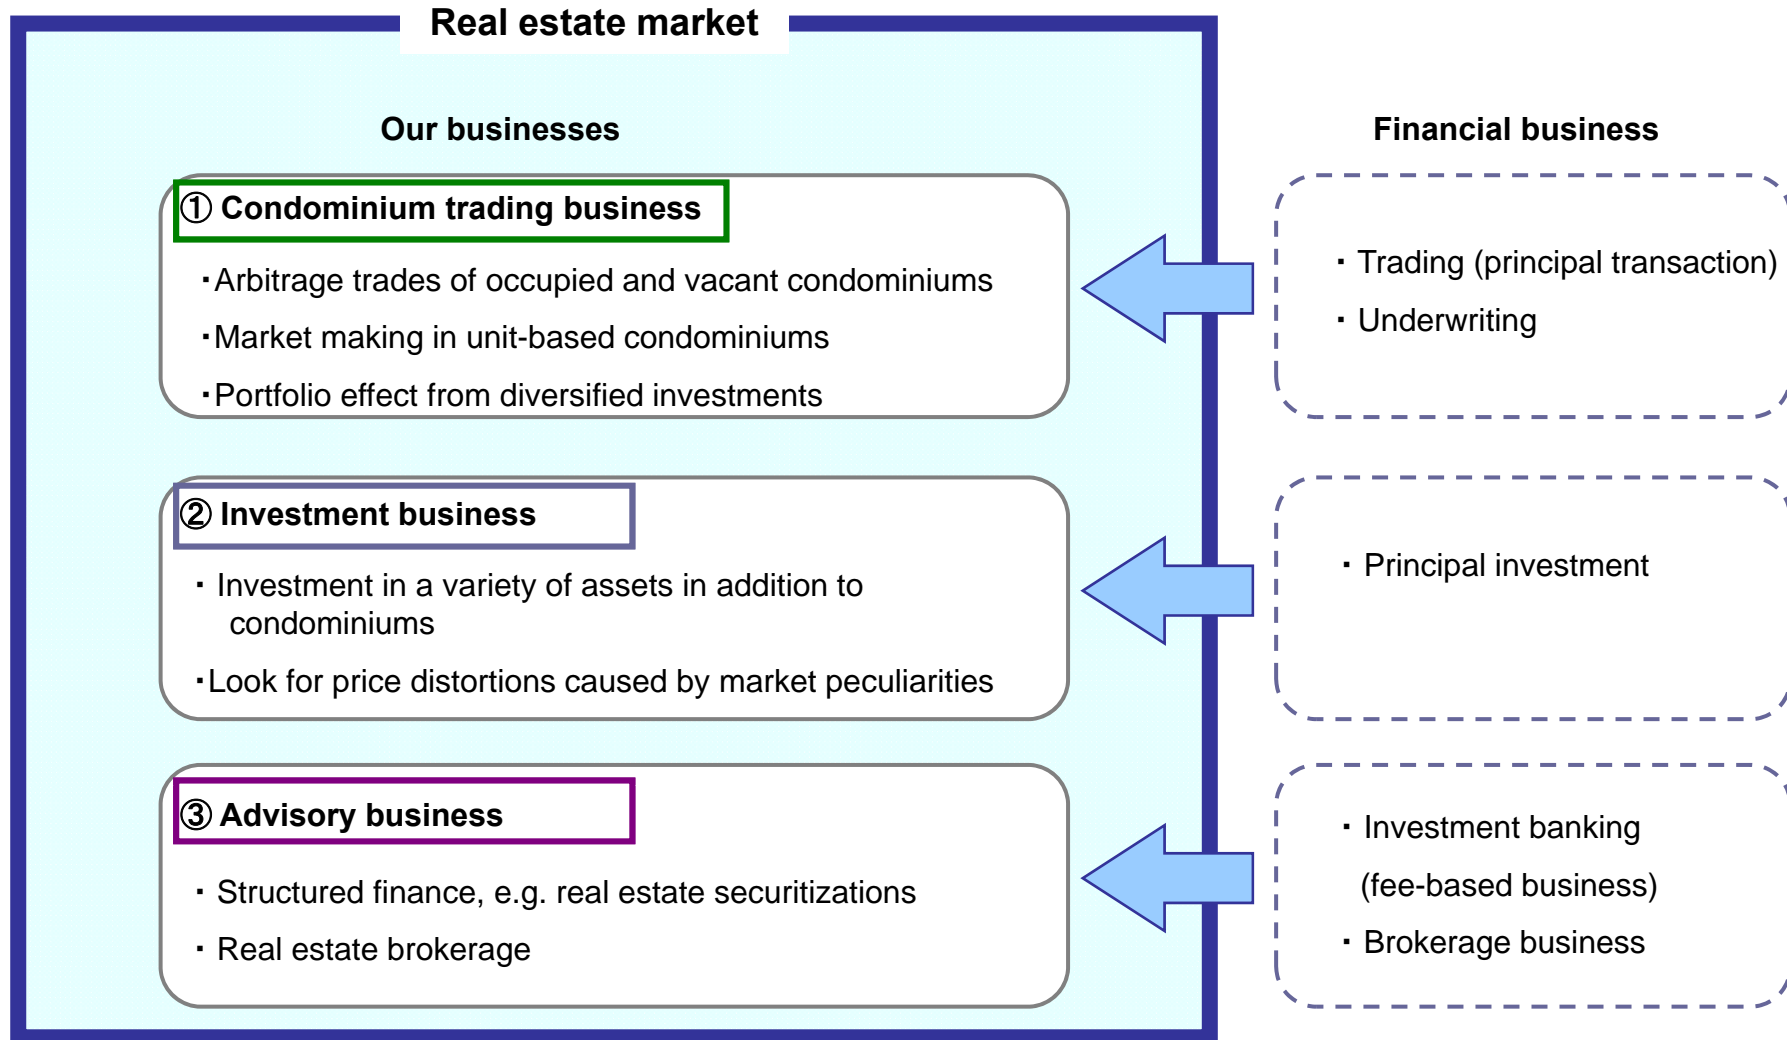 Real estate market
Our businesses
① Condominium trading business
・Arbitrage trades of occupied and vacant condominiums
・Market making in unit-based condominiums
・Portfolio effect from diversified investments
② Investment business
・ Investment in a variety of assets in addition to
condominiums
・Look for price distortions caused by market peculiarities
③ Advisory business
・ Structured finance, e.g. real estate securitizations
・ Real estate brokerage
Financial business
・ Trading (principal transaction)
・ Underwriting
・ Principal investment
・ Investment banking
(fee-based business)
・ Brokerage business